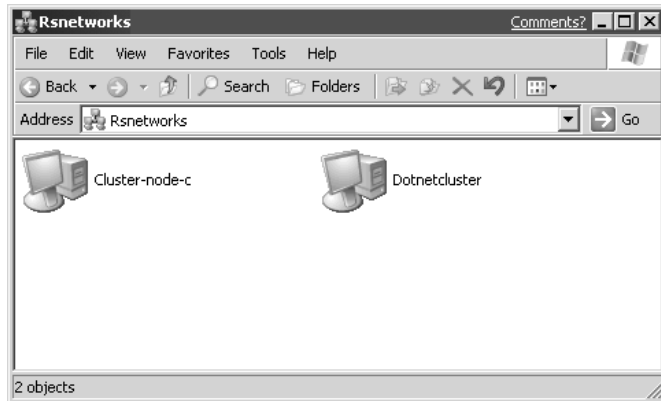 Rsnetworks Comments?
File Edit View Favorites Tools Help
Back Search Folders
Address Rsnetworks Go
Cluster-node-c Dotnetcluster
2 objects